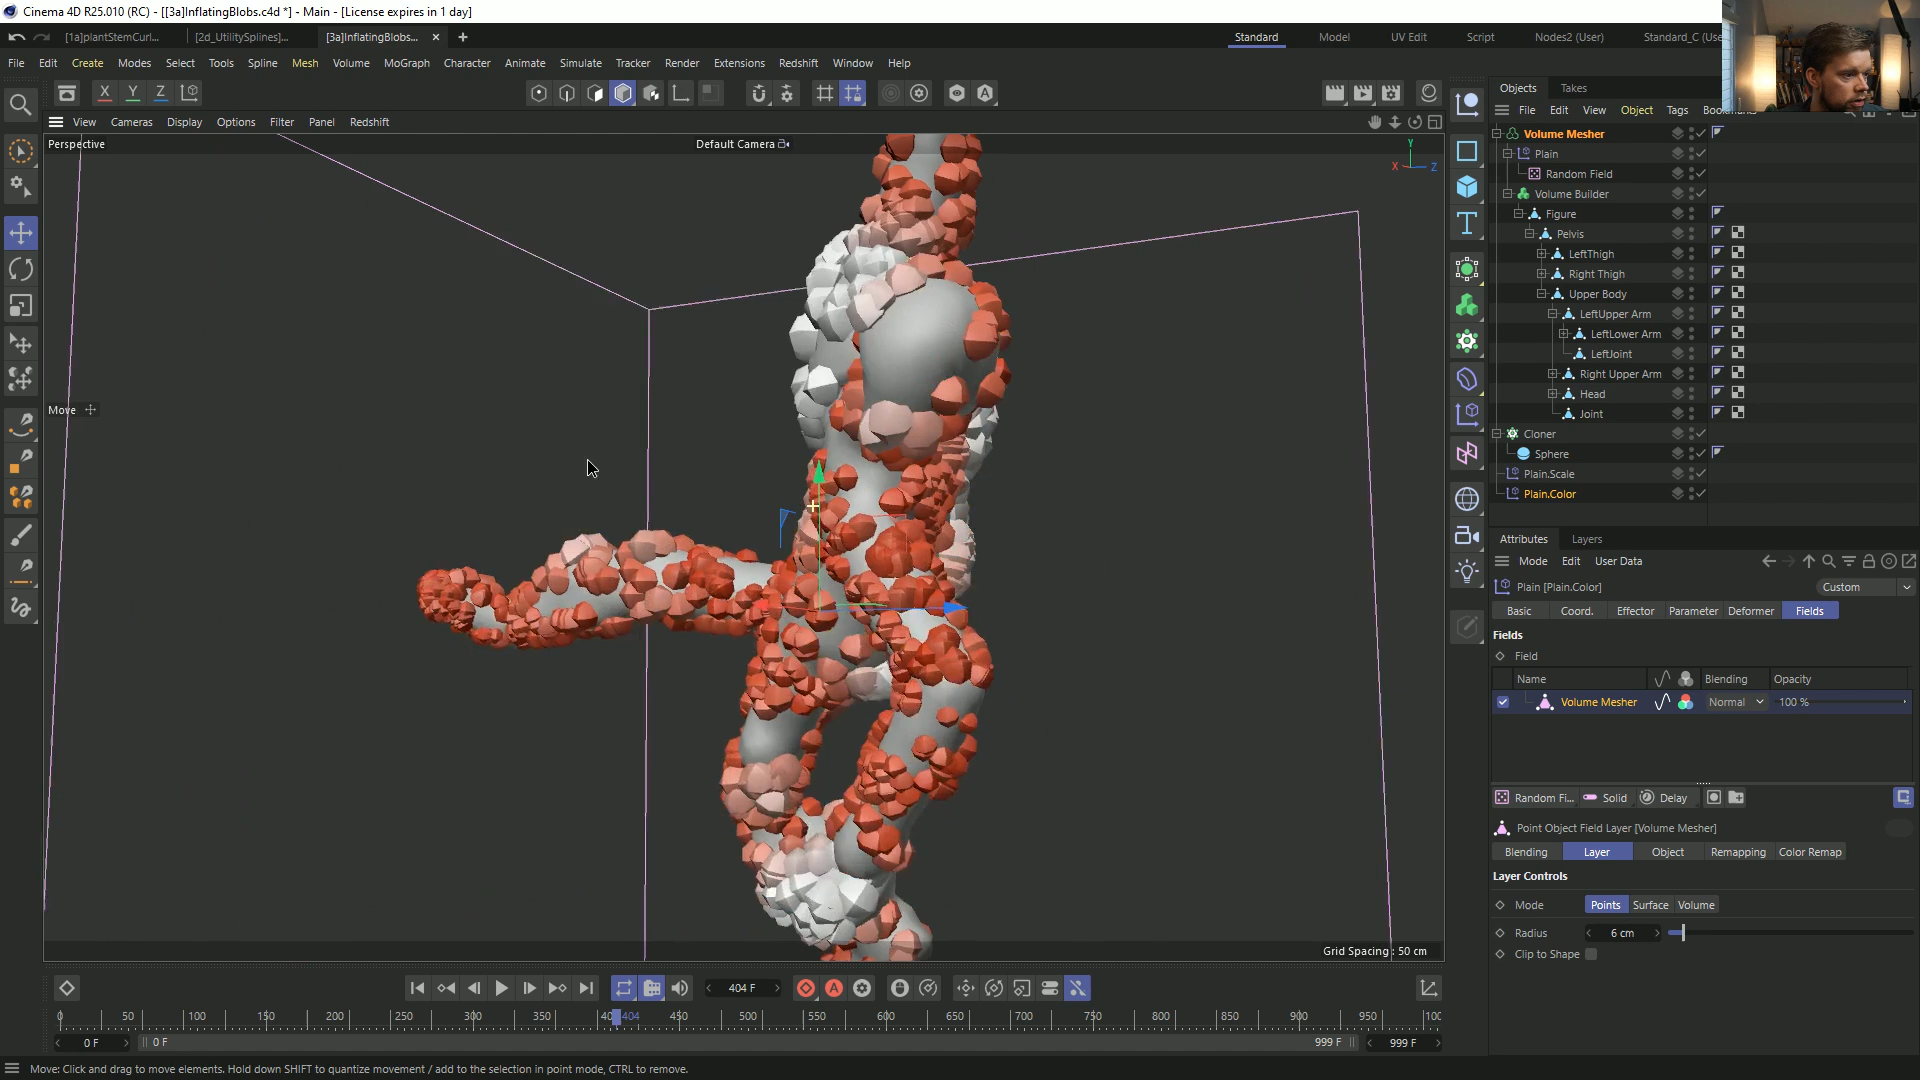 Cinema 4D R25.010 (RC) - [[3a]InflatingBlobs.c4d *] - Main - [License expires in 1 day]
[1a]plantStemCurl... [2d_UtilitySplines]... [3a]InflatingBlobs... × +
Standard Model UV Edit Script Nodes2 (User) Standard_C (Use
File Edit Create Modes Select Tools Spline Mesh Volume MoGraph Character Animate Simulate Tracker Render Extensions Redshift Window Help
X Y Z
View Cameras Display Options Filter Panel Redshift
Perspective
Default Camera
Y
X Z
Move
Grid Spacing : 50 cm
Objects Takes
File Edit View Object Tags
Volume Mesher
Plain
Random Field
Volume Builder
Figure
Pelvis
LeftThigh
Right Thigh
Upper Body
LeftUpper Arm
LeftLower Arm
LeftJoint
Right Upper Arm
Head
Joint
Cloner
Sphere
Plain.Scale
Plain.Color
Attributes Layers
Mode Edit User Data
Plain [Plain.Color] Custom
Basic Coord. Effector Parameter Deformer Fields
Fields
Field
Name Blending Opacity
Volume Mesher Normal 100 %
Random Fi... Solid Delay
Point Object Field Layer [Volume Mesher]
Blending Layer Object Remapping Color Remap
Layer Controls
Mode Points Surface Volume
Radius 6 cm
Clip to Shape
404 F
0 50 100 150 200 250 300 350 40 404 450 500 550 600 650 700 750 800 850 900 950 100
0 F 0 F 999 F 999 F
Move: Click and drag to move elements. Hold down SHIFT to quantize movement / add to the selection in point mode, CTRL to remove.